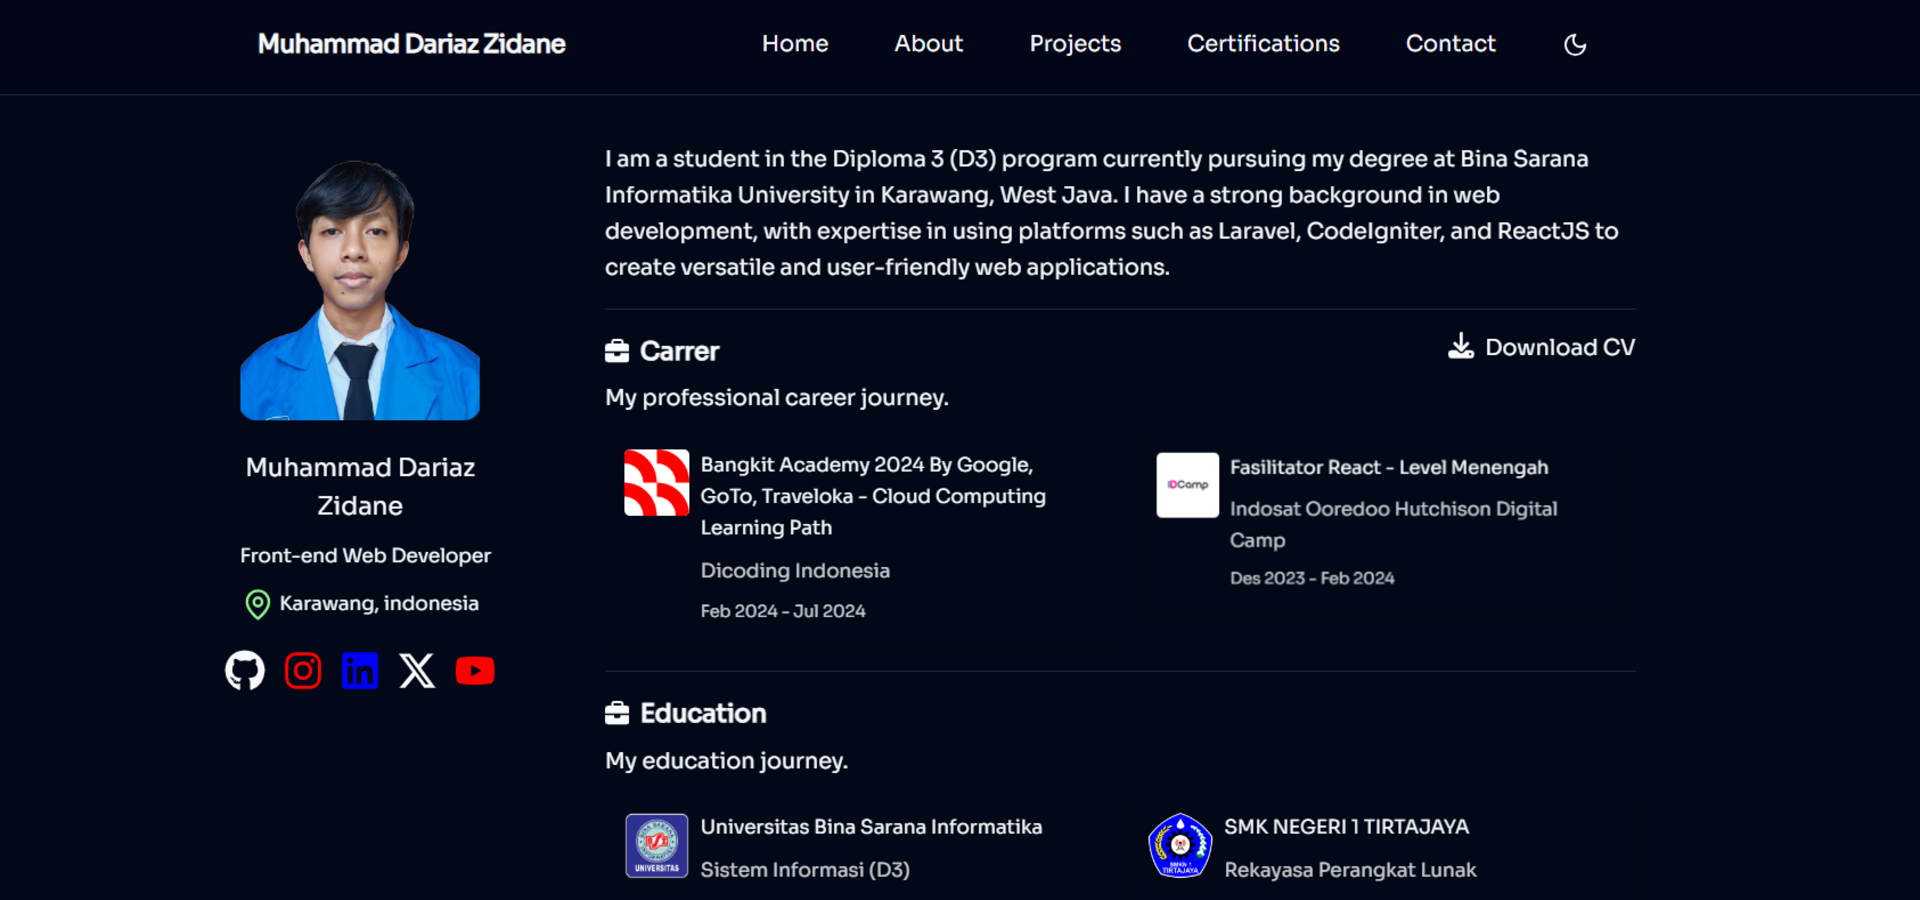 Muhammad Dariaz Zidane
Home
About
Projects
Certifications
Contact
I am a student in the Diploma 3 (D3) program currently pursuing my degree at Bina Sarana
Informatika University in Karawang, West Java. I have a strong background in web
development, with expertise in using platforms such as Laravel, CodeIgniter, and ReactJS to
create versatile and user-friendly web applications.
Muhammad Dariaz
Zidane
Front-end Web Developer
Karawang, indonesia
in
Carrer
Download CV
My professional career journey.
Bangkit Academy 2024 By Google,
GoTo, Traveloka - Cloud Computing
Learning Path
Dicoding Indonesia
Feb 2024 - Jul 2024
IDCamp
Fasilitator React - Level Menengah
Indosat Ooredoo Hutchison Digital
Camp
Des 2023 - Feb 2024
Education
My education journey.
UNIVERSITAS
Universitas Bina Sarana Informatika
Sistem Informasi (D3)
SMKN 1
TIRTAJAYA
SMK NEGERI 1 TIRTAJAYA
Rekayasa Perangkat Lunak